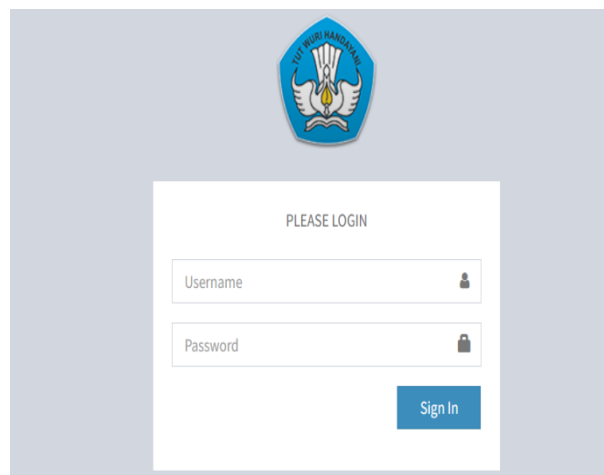 TUT WURI HANDAYANI
PLEASE LOGIN
Username
Password
Sign In